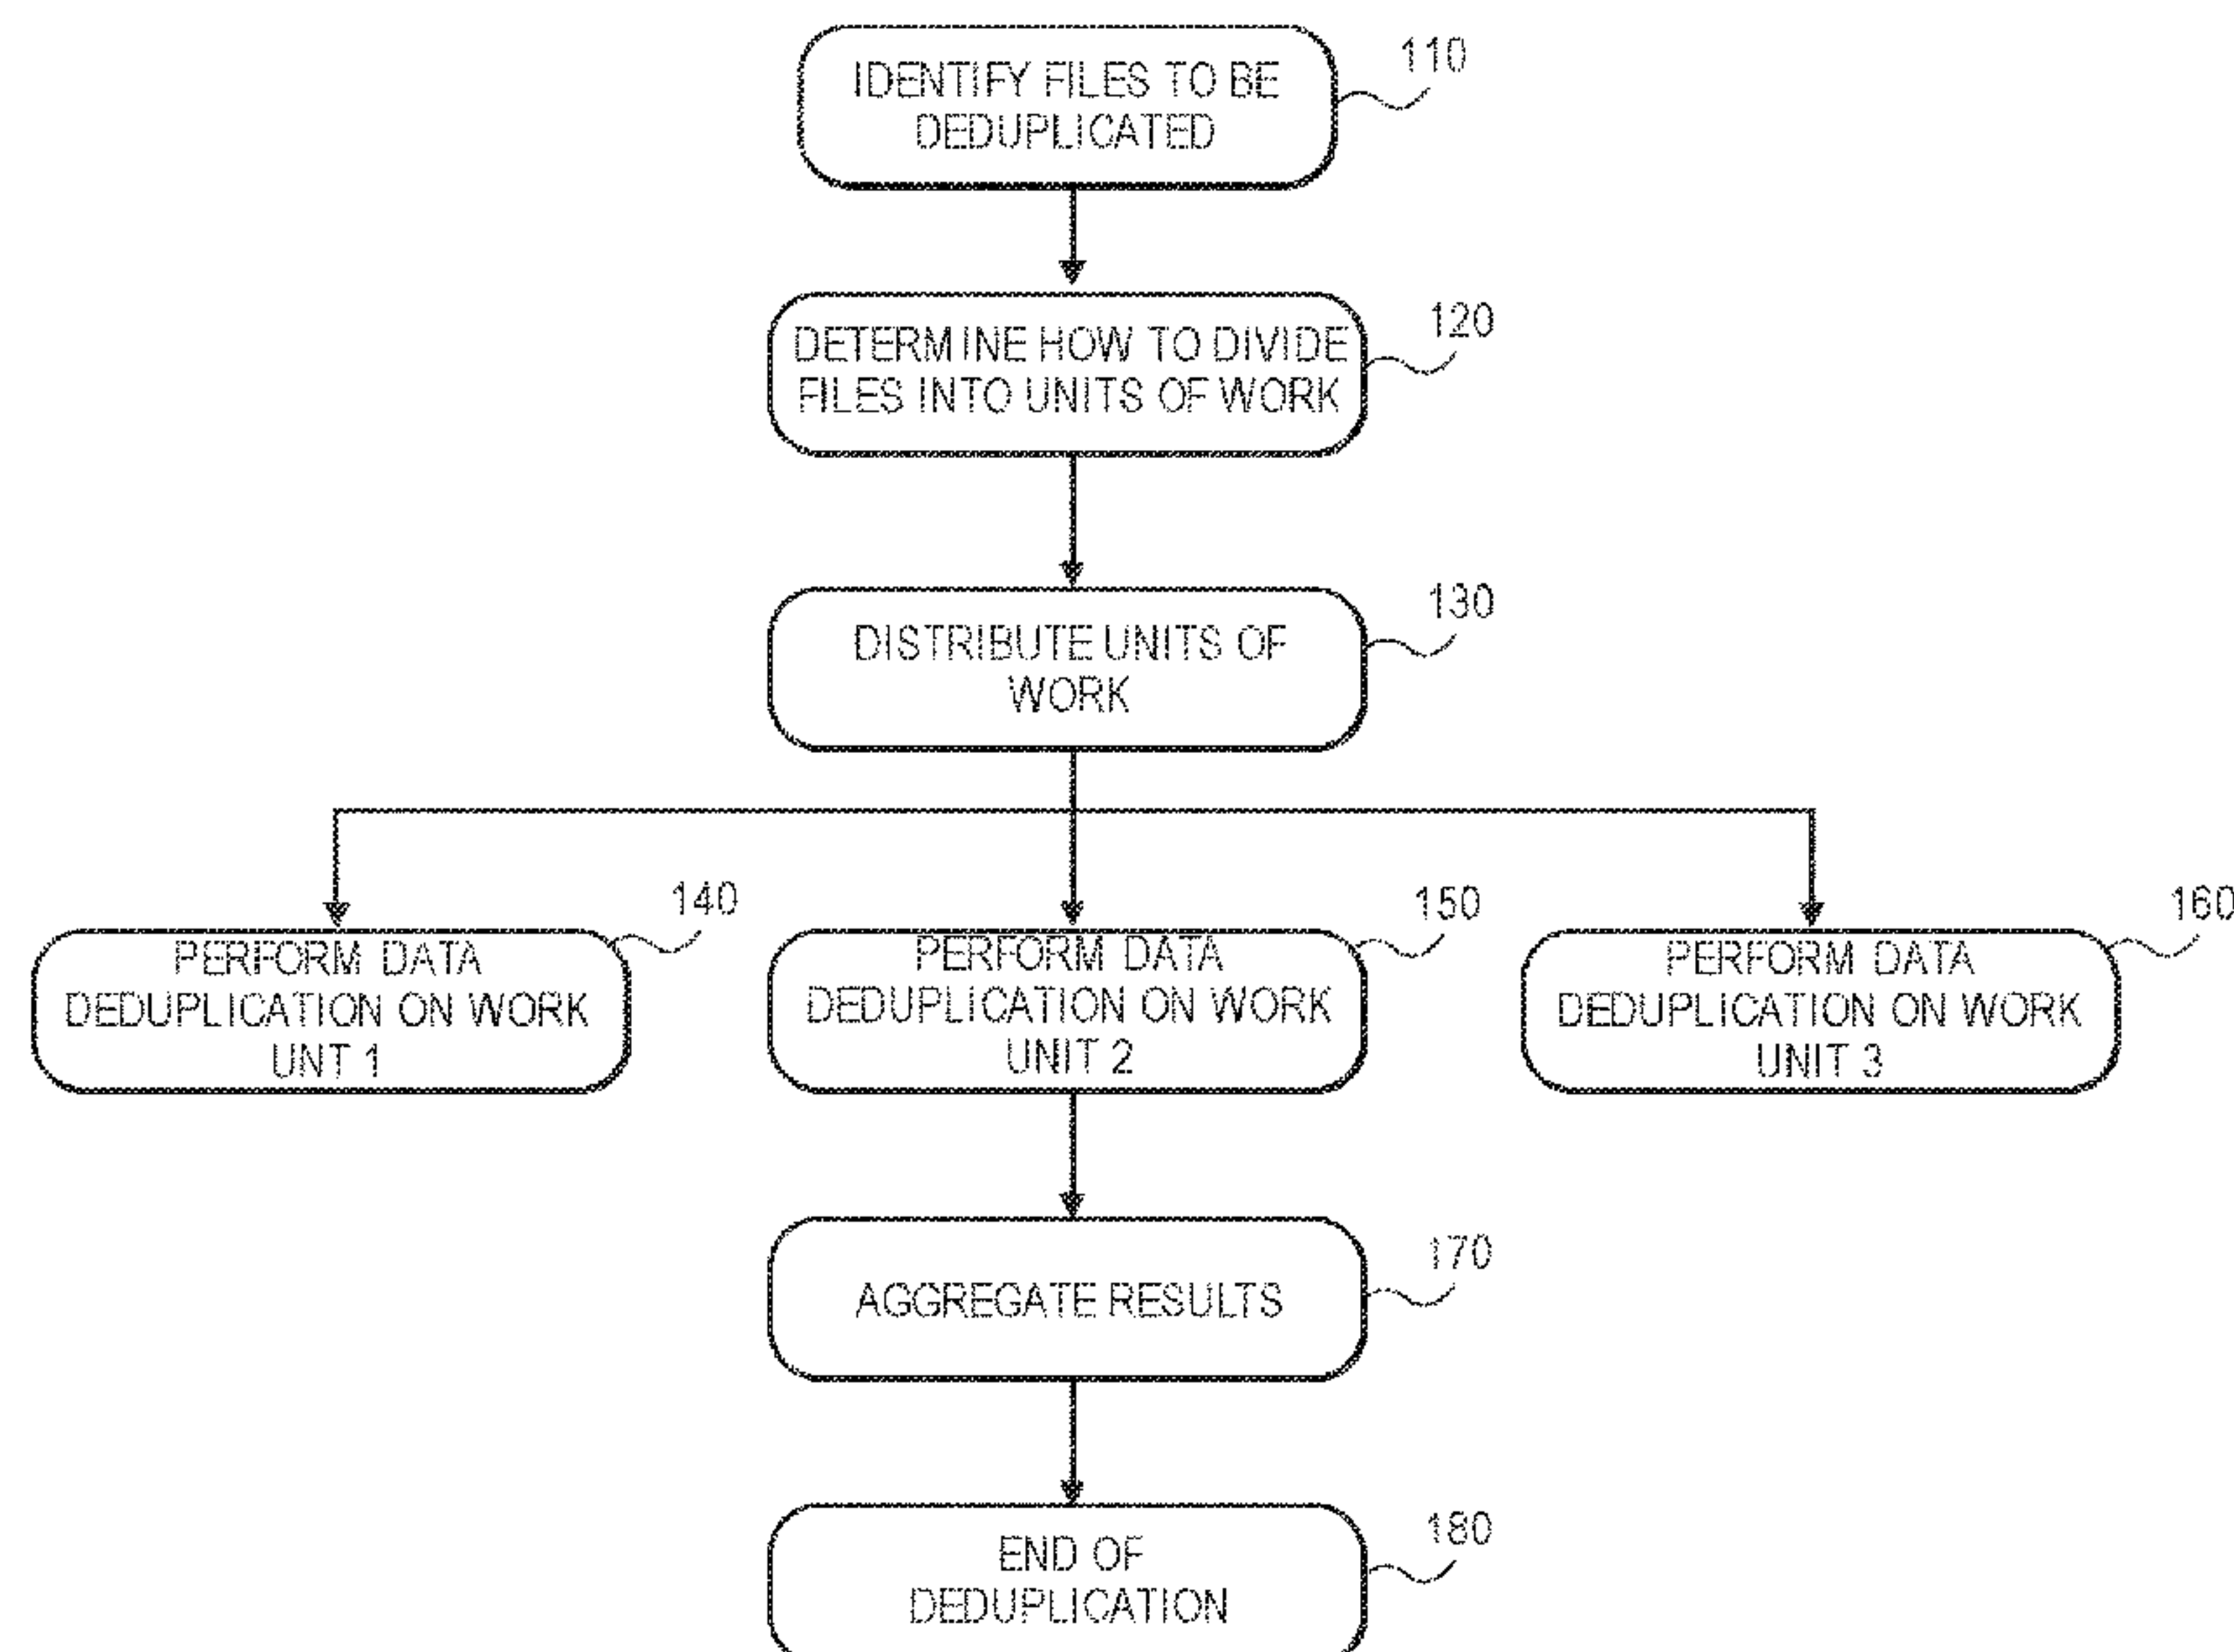 IDENTIFY FILES TO BE
DEDUPLICATED
110
DETERMINE HOW TO DIVIDE
FILES INTO UNITS OF WORK
120
DISTRIBUTE UNITS OF
WORK
130
PERFORM DATA
DEDUPLICATION ON WORK
UNT 1
140
PERFORM DATA
DEDUPLICATION ON WORK
UNIT 2
150
PERFORM DATA
DEDUPLICATION ON WORK
UNIT 3
160
AGGREGATE RESULTS
170
END OF
DEDUPLICATION
180